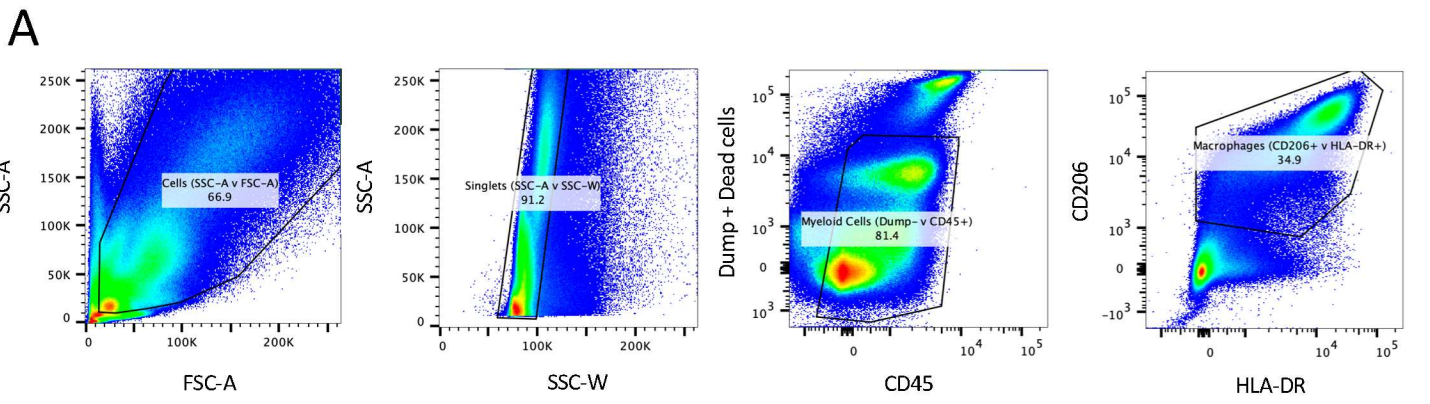 A
SSC-A
250K
200K
150K
100K
50K
0
Cells (SSC-A v FSC-A)
66.9
0
100K
200K
FSC-A
SSC-A
250K
200K
150K
100K
50K
0
Singlets (SSC-A v SSC-W)
91.2
0
100K
200K
SSC-W
Dump + Dead cells
10^5
10^4
10^3
0
10^3
Myeloid Cells (Dump- v CD45+)
81.4
0
10^4
10^5
CD45
CD206
10^5
10^4
10^3
0
-10^3
Macrophages (CD206+ v HLA-DR+)
34.9
0
10^4
10^5
HLA-DR